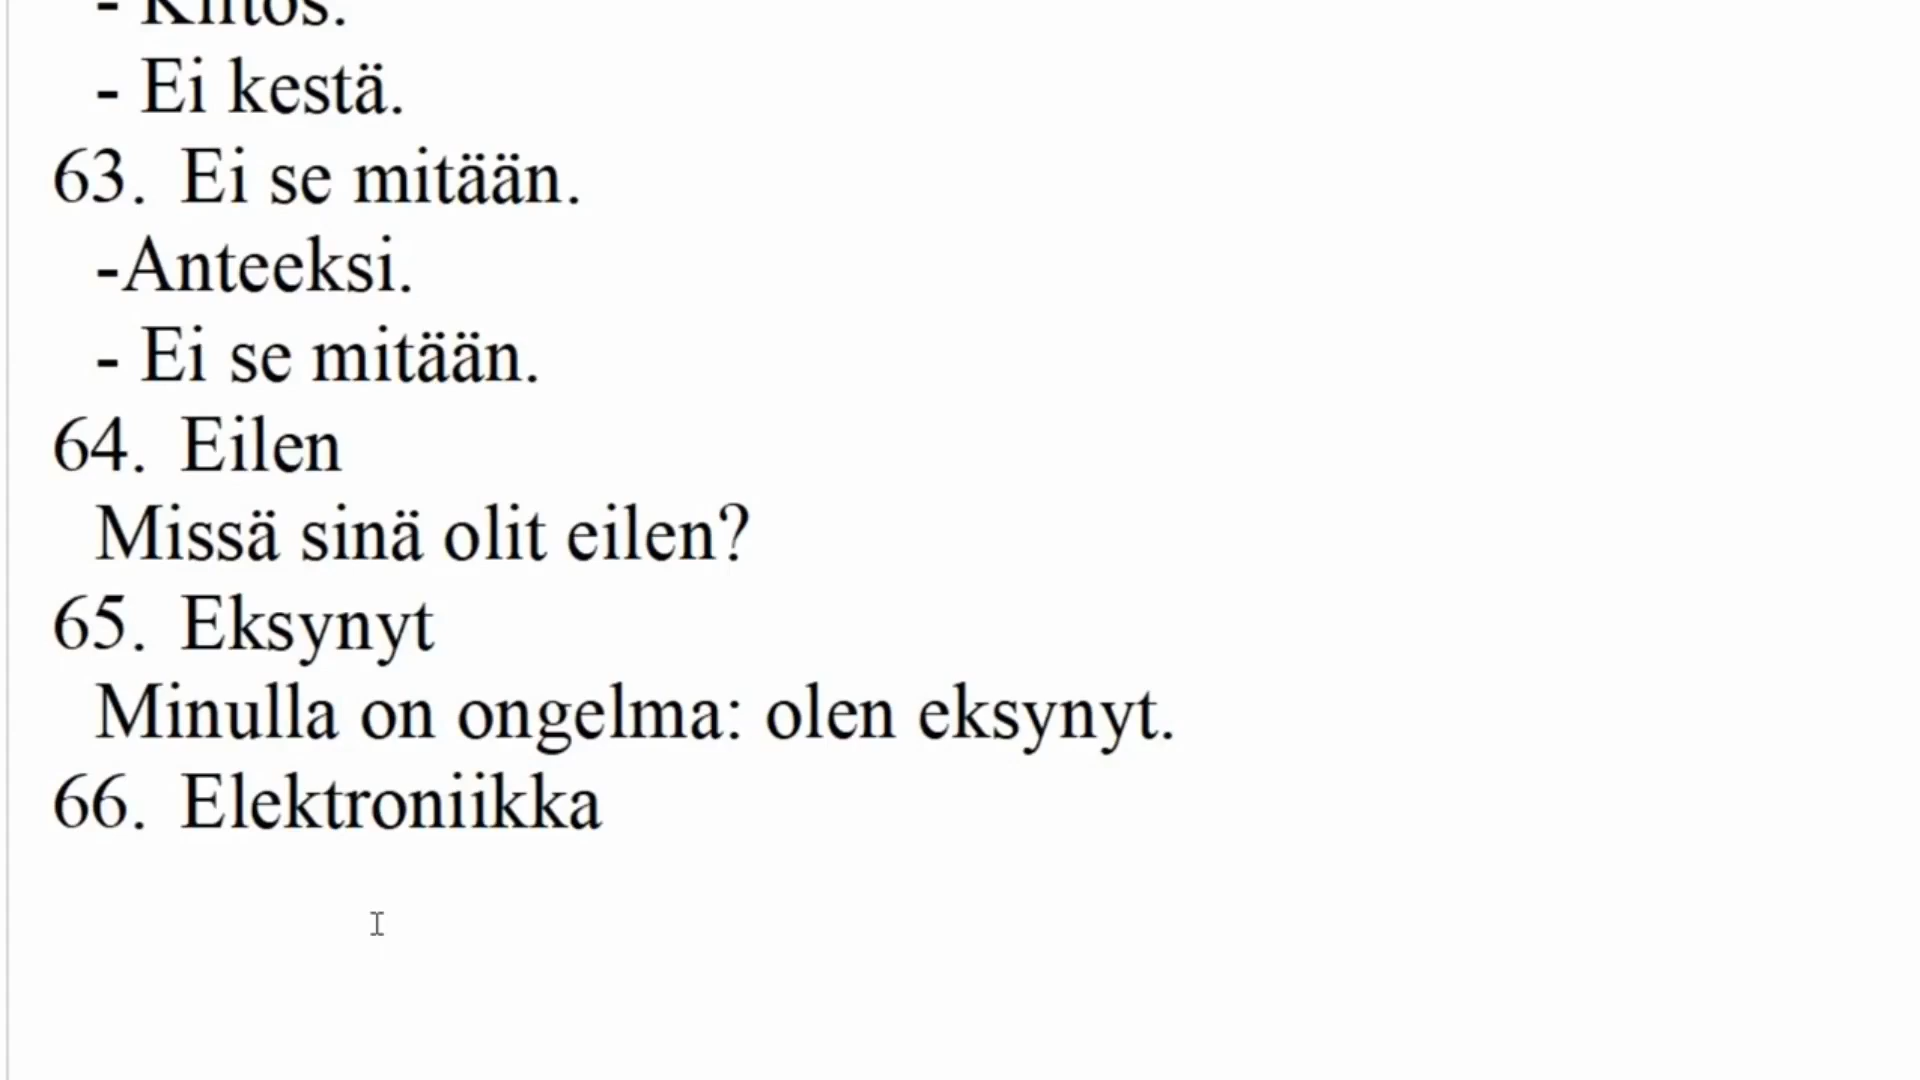 - Kiitos.
- Ei kestä.
63. Ei se mitään.
-Anteeksi.
- Ei se mitään.
64. Eilen
Missä sinä olit eilen?
65. Eksynyt
Minulla on ongelma: olen eksynyt.
66. Elektroniikka